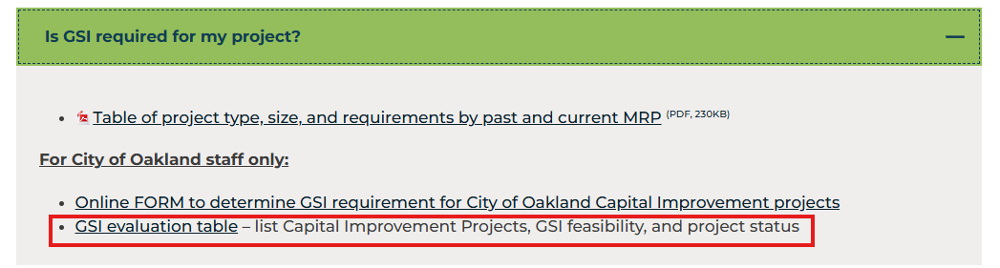 Is GSI required for my project?
Table of project type, size, and requirements by past and current MRP (PDF, 230KB)
For City of Oakland staff only:
Online FORM to determine GSI requirement for City of Oakland Capital Improvement projects
GSI evaluation table – list Capital Improvement Projects, GSI feasibility, and project status